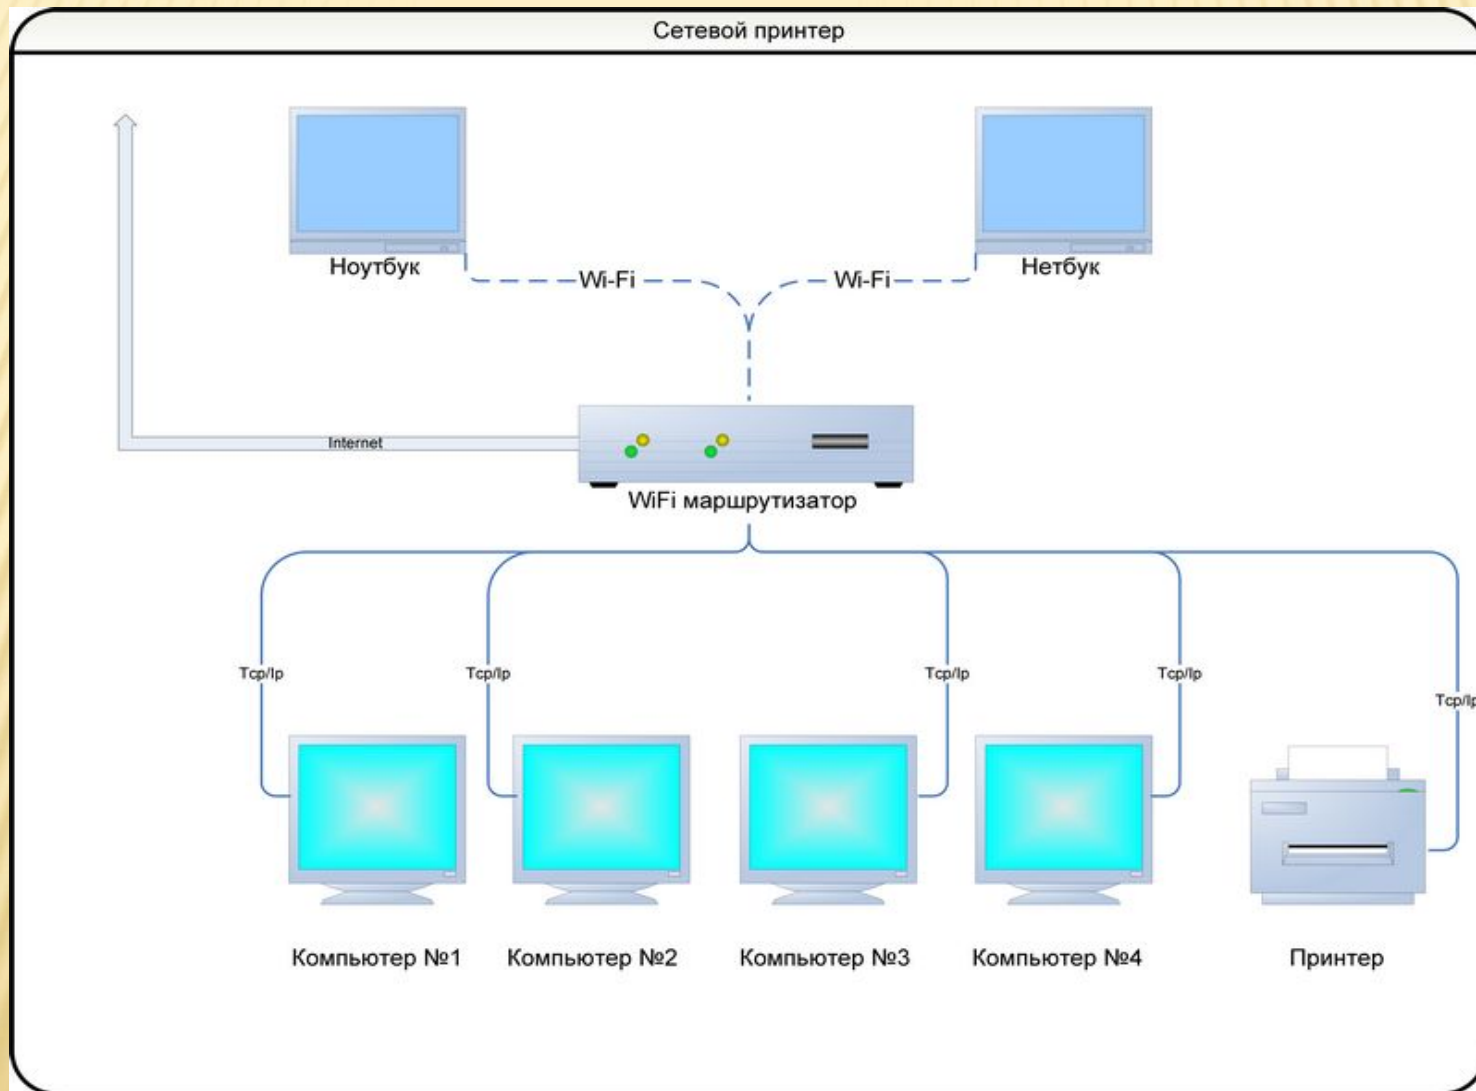 Сетевой принтер
Ноутбук
Wi-Fi
Wi-Fi
Нетбук
Internet
WiFi маршрутизатор
Tcp/Ip
Tcp/Ip
Tcp/Ip
Tcp/Ip
Tcp/Ip
Компьютер №1
Компьютер №2
Компьютер №3
Компьютер №4
Принтер